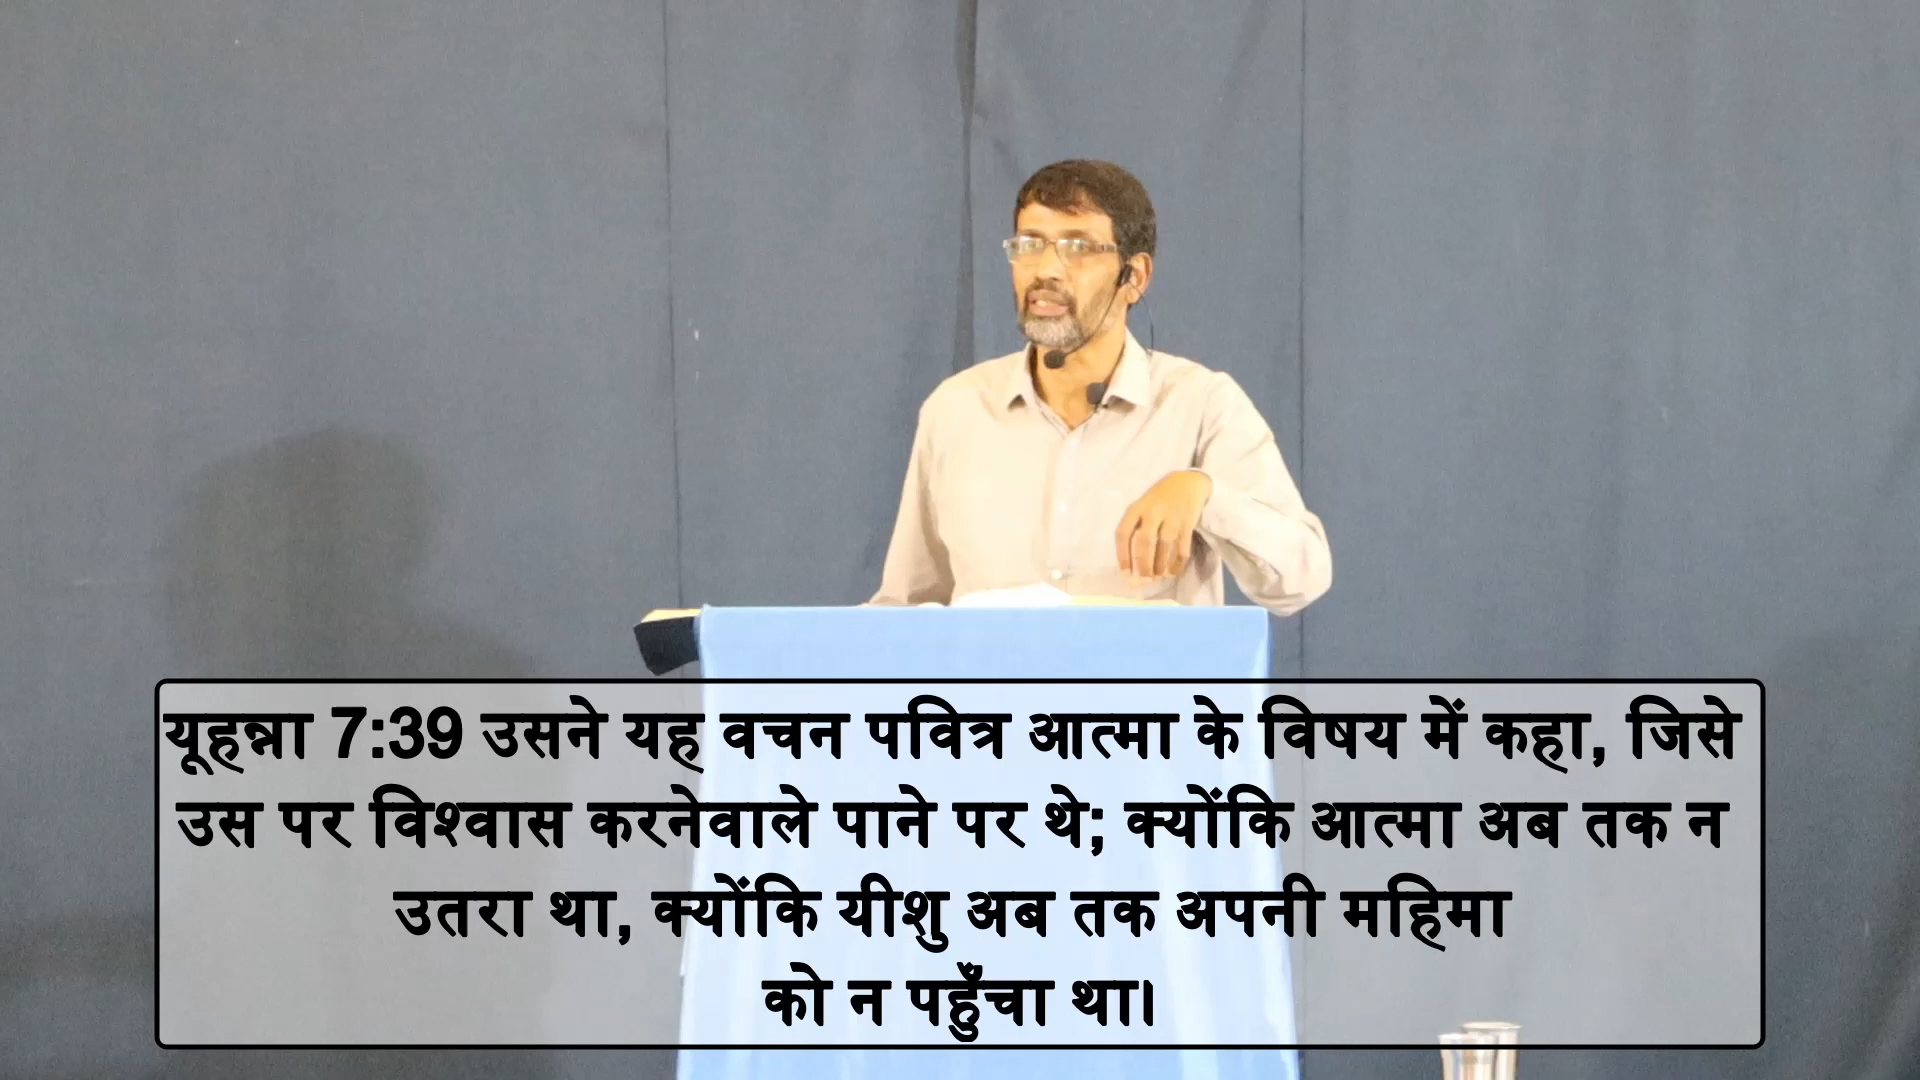 यूहन्ना 7:39 उसने यह वचन पवित्र आत्मा के विषय में कहा, जिसे
उस पर विश्वास करनेवाले पाने पर थे; क्योंकि आत्मा अब तक न
उतरा था, क्योंकि यीशु अब तक अपनी महिमा
को न पहुँचा था।